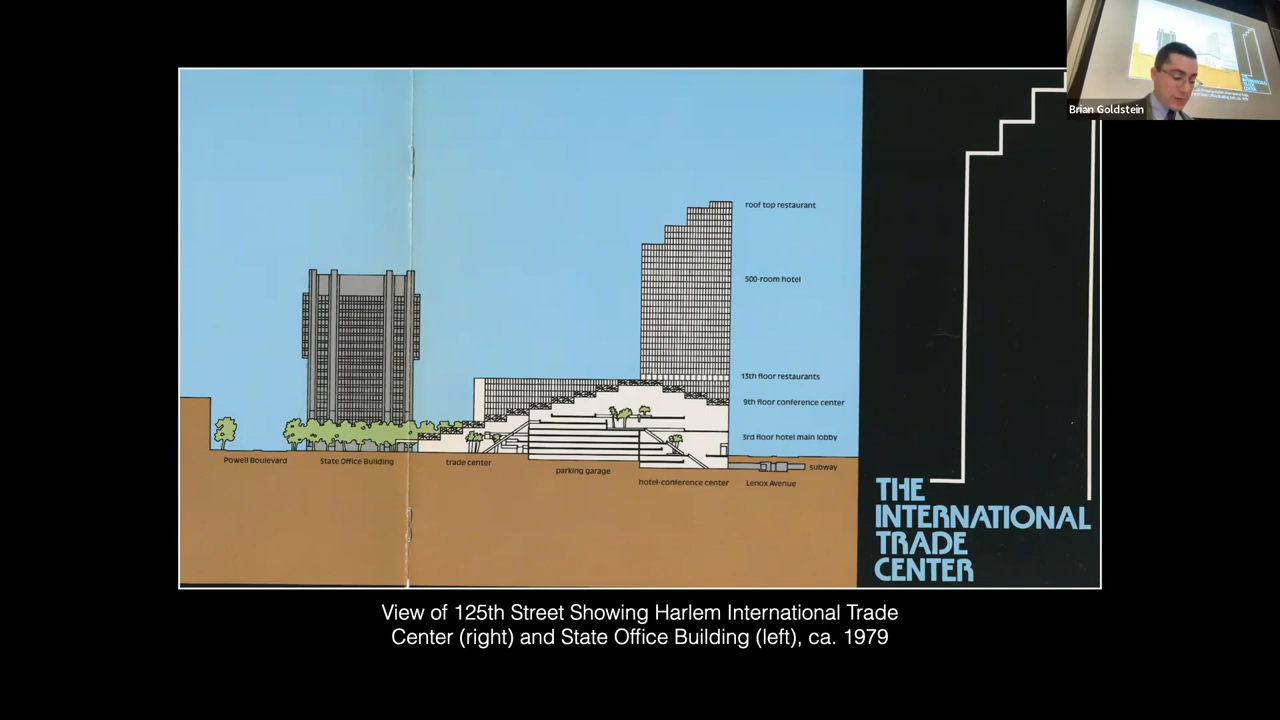 Brian Goldstein
roof top restaurant
500-room hotel
13th floor restaurants
9th floor conference center
3rd floor hotel main lobby
Powell Boulevard
State Office Building
trade center
parking garage
hotel-conference center
Lenox Avenue
subway
THE
INTERNATIONAL
TRADE
CENTER
View of 125th Street Showing Harlem International Trade
Center (right) and State Office Building (left), ca. 1979